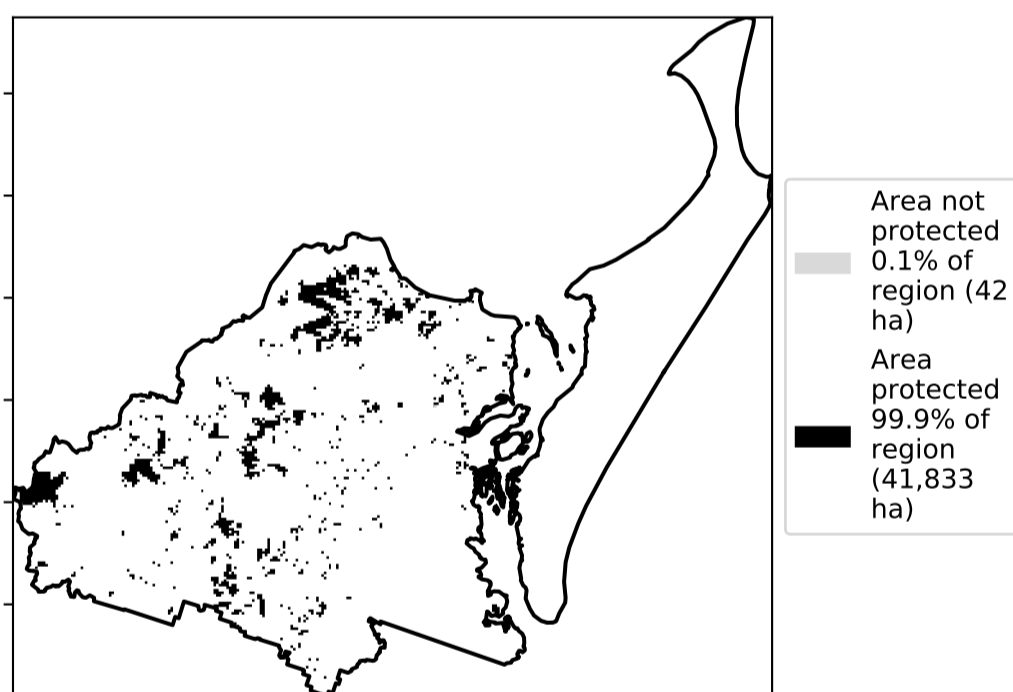 Area not
protected
0.1% of
region (42
ha)
Area
protected
99.9% of
region
(41,833
ha)